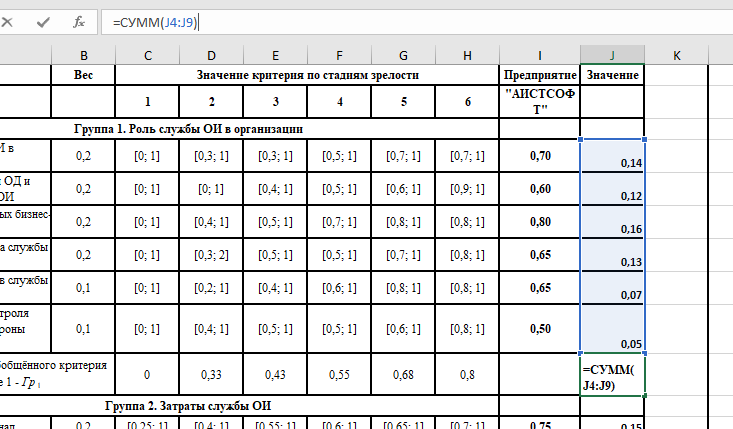 =СУММ(J4:J9)
B C D E F G H I J K
Вес Значение критерия по стадиям зрелости Предприятие Значение
1 2 3 4 5 6 "АИСТСОФ
Т"
Группа 1. Роль службы ОИ в организации
в 0,2 [0; 1] [0,3; 1] [0,3; 1] [0,5; 1] [0,7; 1] [0,7; 1] 0,70 0,14
ОД и
ОИ 0,2 [0; 1] [0; 1] [0,4; 1] [0,5; 1] [0,6; 1] [0,9; 1] 0,60 0,12
бизнес- 0,2 [0; 1] [0,4; 1] [0,5; 1] [0,7; 1] [0,8; 1] [0,8; 1] 0,80 0,16
службы 0,2 [0; 1] [0,3; 2] [0,5; 1] [0,5; 1] [0,7; 1] [0,8; 1] 0,65 0,13
в службы 0,1 [0; 1] [0,2; 1] [0,4; 1] [0,6; 1] [0,8; 1] [0,8; 1] 0,65 0,07
0,1 [0; 1] [0,4; 1] [0,5; 1] [0,5; 1] [0,6; 1] [0,8; 1] 0,50 0,05
критерия
1 - Гр 1 0 0,33 0,43 0,55 0,68 0,8 =СУММ(
J4:J9)
Группа 2. Затраты службы ОИ
0,2 [0,25; 1] [0,4; 1] [0,55; 1] [0,6; 1] [0,65; 1] [0,7; 1] 0,75 0,15